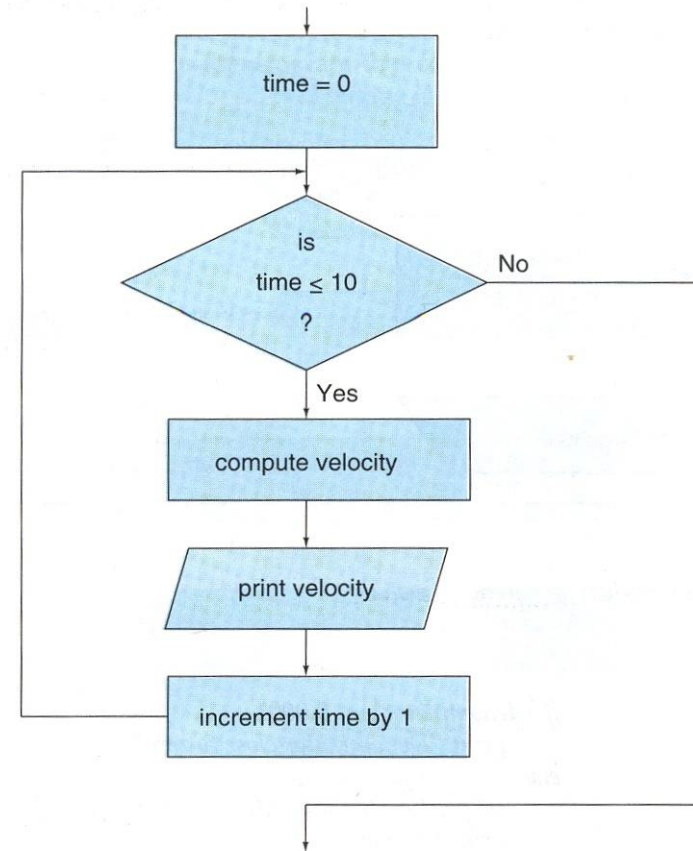 time = 0
is
time ≤ 10
?
No
Yes
compute velocity
print velocity
increment time by 1